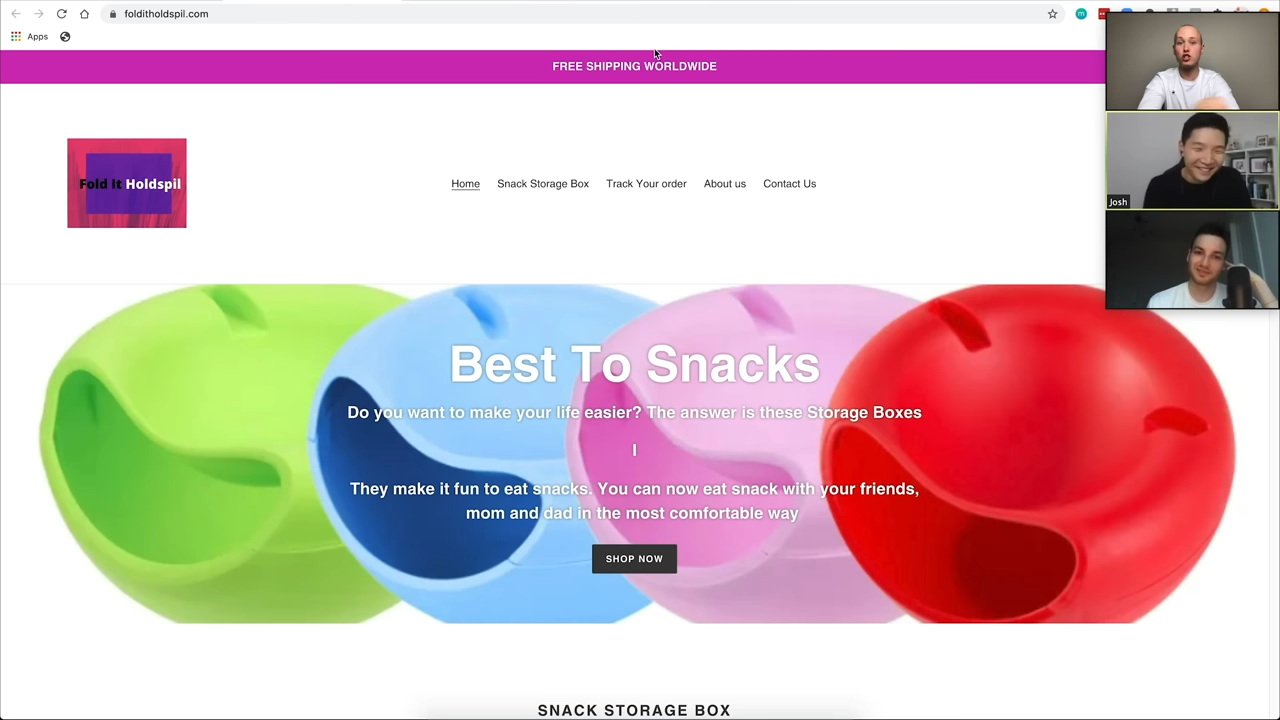 folditholdspil.com
Apps
FREE SHIPPING WORLDWIDE
Fold It Holdspil
Home
Snack Storage Box
Track Your order
About us
Contact Us
Josh
Best To Snacks
Do you want to make your life easier? The answer is these Storage Boxes
I
They make it fun to eat snacks. You can now eat snack with your friends,
mom and dad in the most comfortable way
SHOP NOW
SNACK STORAGE BOX